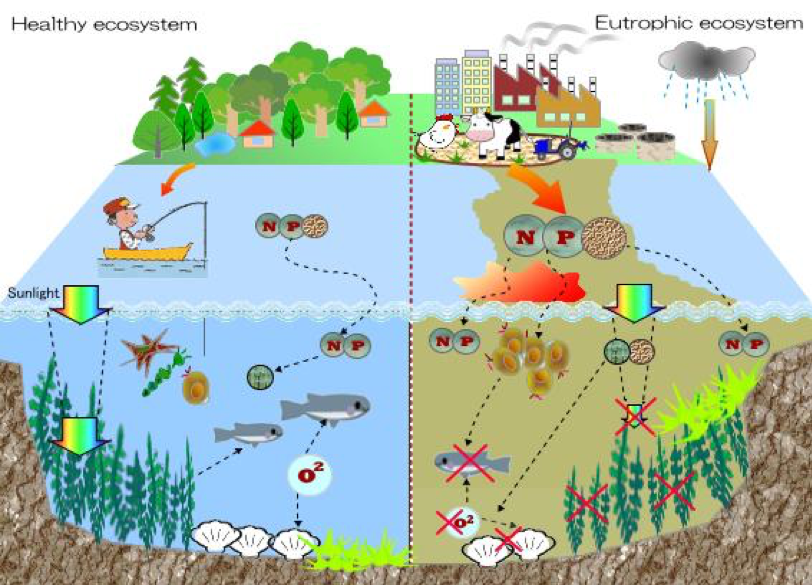 Healthy ecosystem
Eutrophic ecosystem
N P
N P
Sunlight
N P
N P
N P
O²
O²